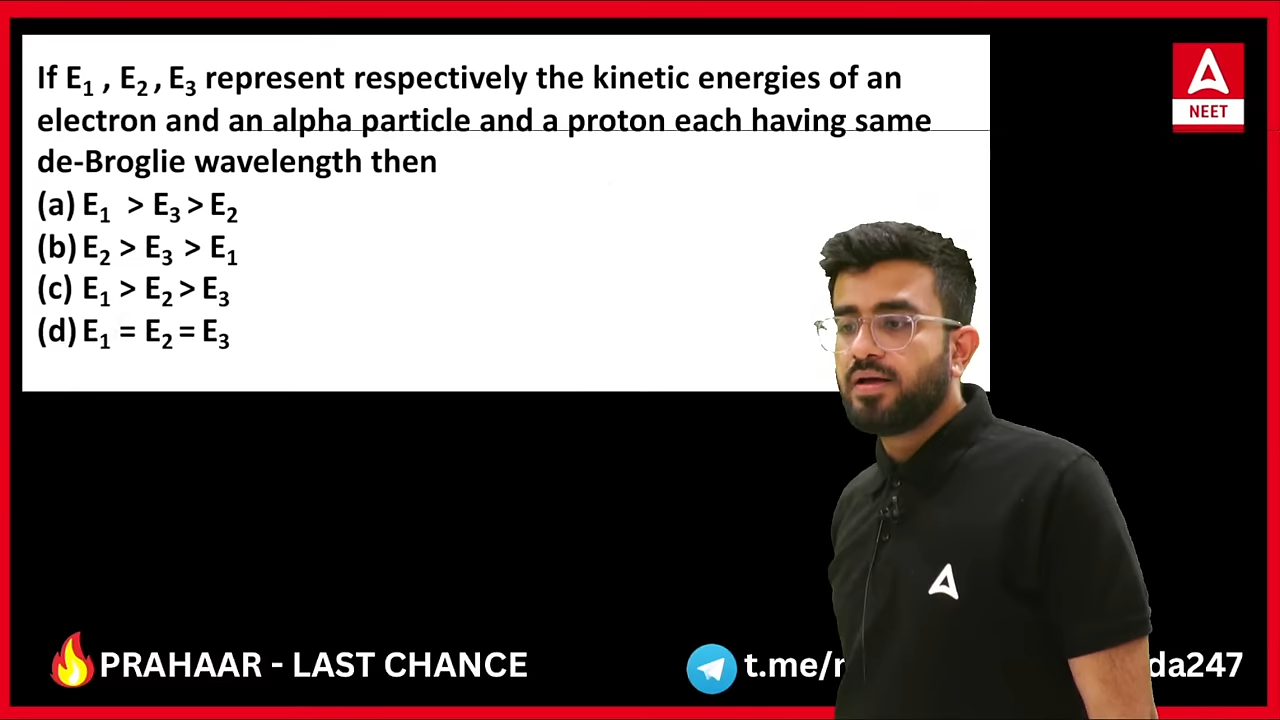 If E₁ , E₂ , E₃ represent respectively the kinetic energies of an
electron and an alpha particle and a proton each having same
de-Broglie wavelength then
(a) E₁ > E₃ > E₂
(b) E₂ > E₃ > E₁
(c) E₁ > E₂ > E₃
(d) E₁ = E₂ = E₃
NEET
PRAHAAR - LAST CHANCE
t.me/ da247